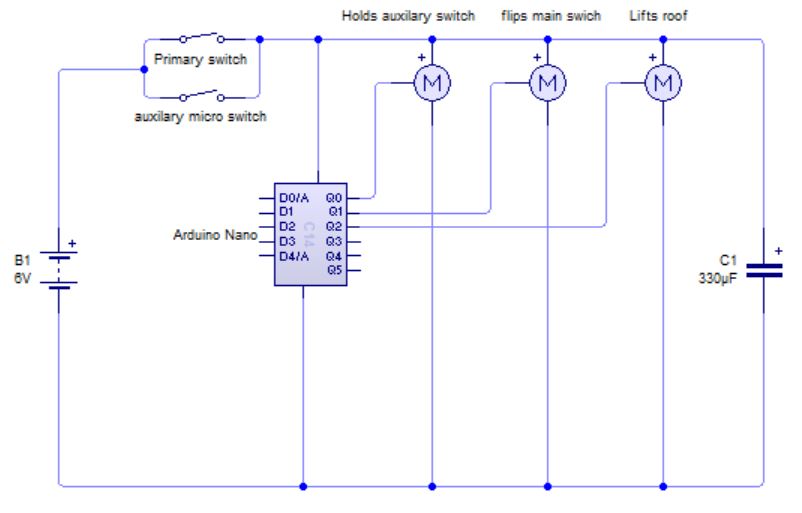 Holds auxilary switch flips main swich Lifts roof
Primary switch
+ + +
M M M
auxilary micro switch
D0/A Q0
D1 Q1
D2 Q2
Arduino Nano D3 C14 Q3
D4/A Q4
Q5
B1 +
6V
C1 +
330µF